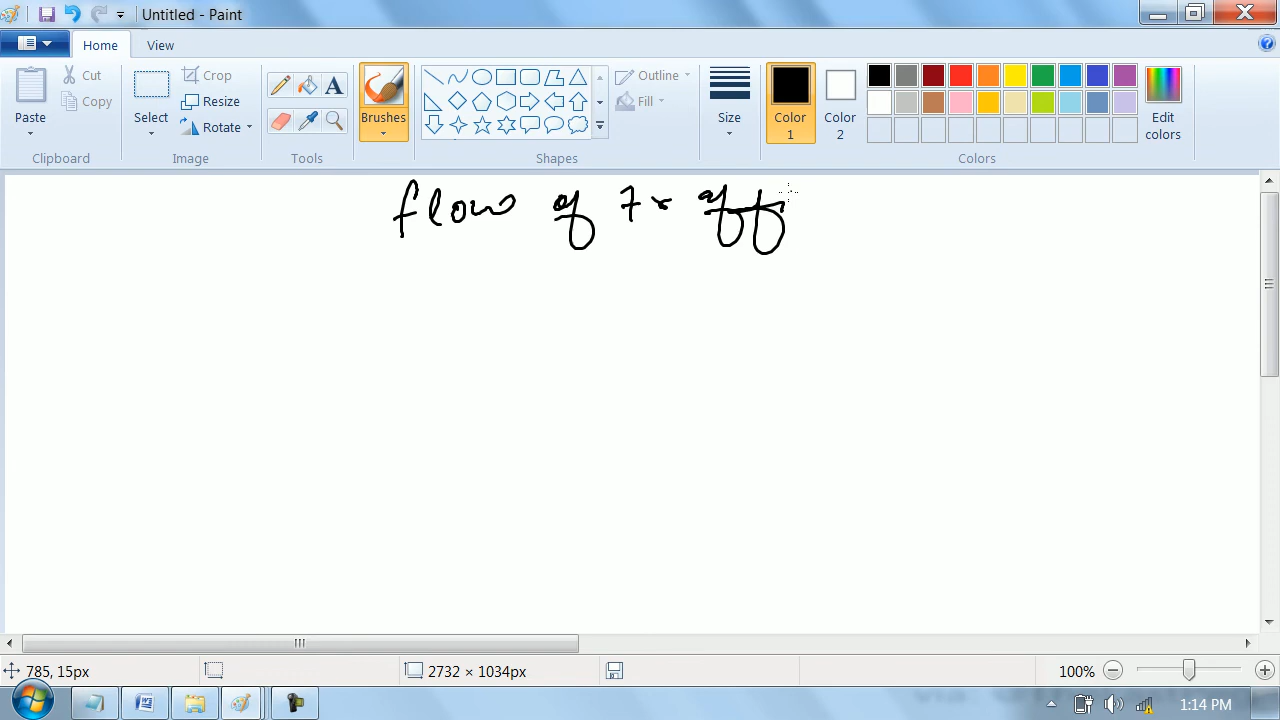 Untitled - Paint
Home View
Cut
Copy
Paste
Clipboard
Select
Crop
Resize
Rotate
Image
Tools
Brushes
Shapes
Outline
Fill
Size
Color 1
Color 2
Edit colors
Colors
flow of 7x
785, 15px
2732 × 1034px
100%
1:14 PM